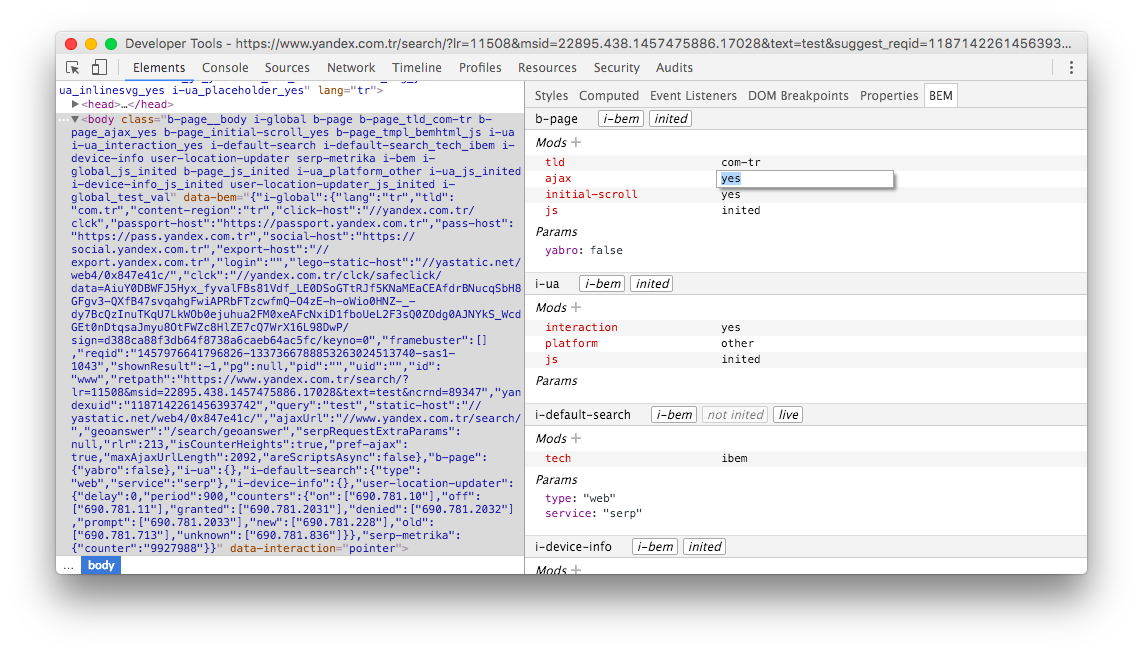 Developer Tools - https://www.yandex.com.tr/search/?lr=11508&msid=22895.438.1457475886.17028&text=test&suggest_reqid=1187142261456393...
Elements Console Sources Network Timeline Profiles Resources Security Audits
ua_inlinesvg_yes i-ua_placeholder_yes" lang="tr">
▶<head>…</head>
…▼<body class="b-page__body i-global b-page b-page_tld_com-tr b-
page_ajax_yes b-page_initial-scroll_yes b-page_tmpl_bemhtml_js i-ua
i-ua_interaction_yes i-default-search i-default-search_tech_ibem i-
device-info user-location-updater serp-metrika i-bem i-
global_js_inited b-page_js_inited i-ua_platform_other i-ua_js_inited
i-device-info_js_inited user-location-updater_js_inited i-
global_test_val" data-bem="{"i-global":{"lang":"tr","tld":
"com.tr","content-region":"tr","click-host":"//yandex.com.tr/
clck","passport-host":"https://passport.yandex.com.tr","pass-host":
"https://pass.yandex.com.tr","social-host":"https://
social.yandex.com.tr","export-host":"//
export.yandex.com.tr","login":"","lego-static-host":"//yastatic.net/
web4/0x847e41c/","clck":"//yandex.com.tr/clck/safeclick/
data=AiuY0DBWFJ5Hyx_fyvalFBs81Vdf_LE0DSoGTtRJf5KNaMEaCEAfdrBNucqSbH8
GFgv3-QXfB47svqahgFwiAPRbFTzcwfmQ-O4zE-h-oWio0HNZ-_-
dy7BcQzInuTKqU7LkWOb0ejuhua2FM0xeAFcNxiD1fboUeL2F3sQ0ZOdg0AJNYkS_Wcd
GEt0nDtqsaJmyu8OtFWZc8HlZE7cQ7WrX16L98DwP/
sign=d388ca88f3db64f8738a6caeb64ac5fc/keyno=0","framebuster":[]
,"reqid":"1457976641796826-1337366788853263024513740-sas1-
1043","shownResult":-1,"pg":null,"pid":"","uid":"","id":
"www","retpath":"https://www.yandex.com.tr/search/?
lr=11508&msid=22895.438.1457475886.17028&text=test&ncrnd=89347","yan
dexuid":"1187142261456393742","query":"test","static-host":"//
yastatic.net/web4/0x847e41c/","ajaxUrl":"//www.yandex.com.tr/search/
","geoanswer":"/search/geoanswer","serpRequestExtraParams":
null,"rlr":213,"isCounterHeights":true,"pref-ajax":
true,"maxAjaxUrlLength":2092,"areScriptsAsync":false},"b-page":
{"yabro":false},"i-ua":{},"i-default-search":{"type":
"web","service":"serp"},"i-device-info":{},"user-location-updater":
{"delay":0,"period":900,"counters":{"on":["690.781.10"],"off":
["690.781.11"],"granted":["690.781.2031"],"denied":["690.781.2032"]
,"prompt":["690.781.2033"],"new":["690.781.228"],"old":
["690.781.713"],"unknown":["690.781.836"]}},"serp-metrika":
{"counter":"9927988"}}" data-interaction="pointer">
... body
Styles Computed Event Listeners DOM Breakpoints Properties BEM
b-page i-bem inited
Mods +
tld com-tr
ajax yes
initial-scroll yes
js inited
Params
yabro: false
i-ua i-bem inited
Mods +
interaction yes
platform other
js inited
Params
i-default-search i-bem not inited live
Mods +
tech ibem
Params
type: "web"
service: "serp"
i-device-info i-bem inited
Mods +